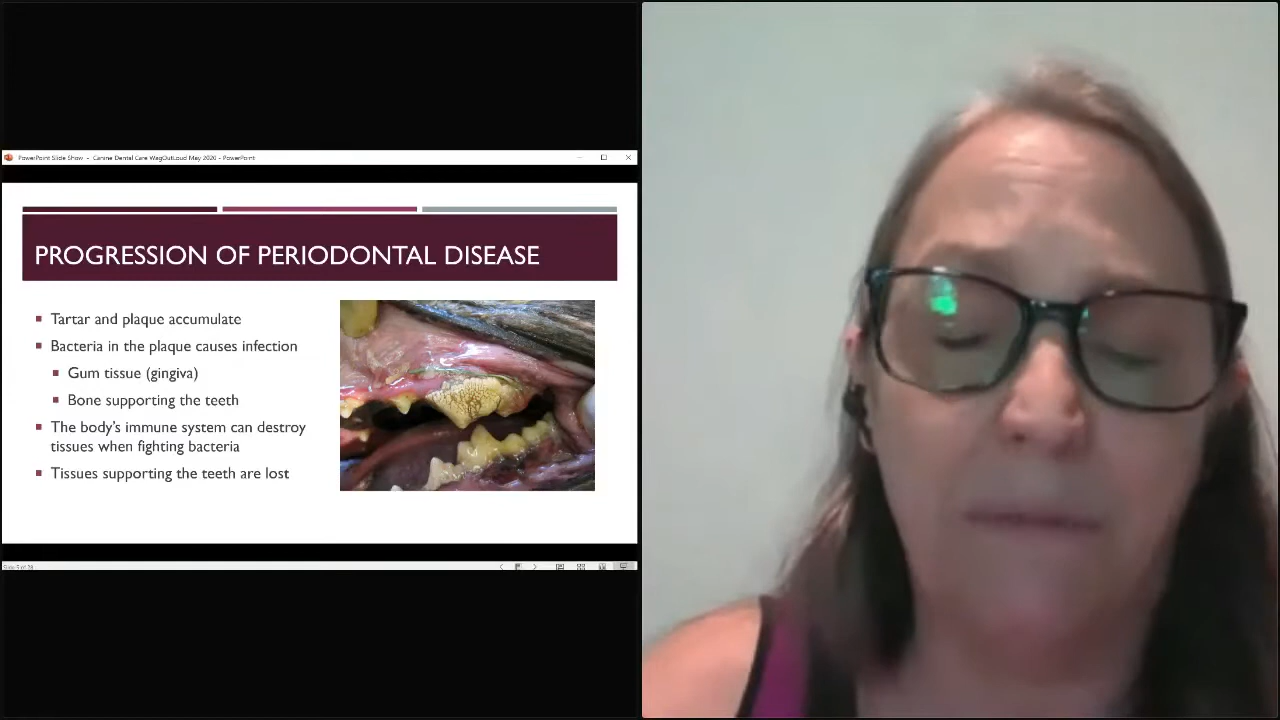 PowerPoint Slide Show - Canine Dental Care WagOutLoud May 2020 - PowerPoint
PROGRESSION OF PERIODONTAL DISEASE
Tartar and plaque accumulate
Bacteria in the plaque causes infection
Gum tissue (gingiva)
Bone supporting the teeth
The body's immune system can destroy
tissues when fighting bacteria
Tissues supporting the teeth are lost